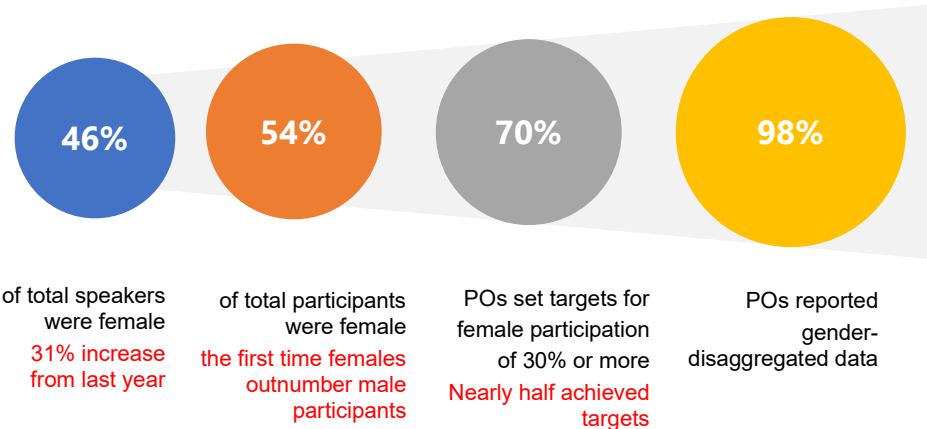 46%
54%
70%
98%
of total speakers
were female
31% increase
from last year
of total participants
were female
the first time females
outnumber male
participants
POs set targets for
female participation
of 30% or more
Nearly half achieved
targets
POs reported
gender-
disaggregated data